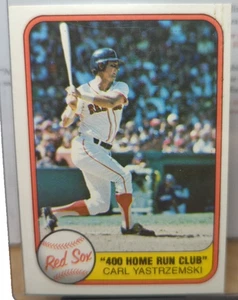 Red Sox
"400 HOME RUN CLUB"
CARL YASTRZEMSKI